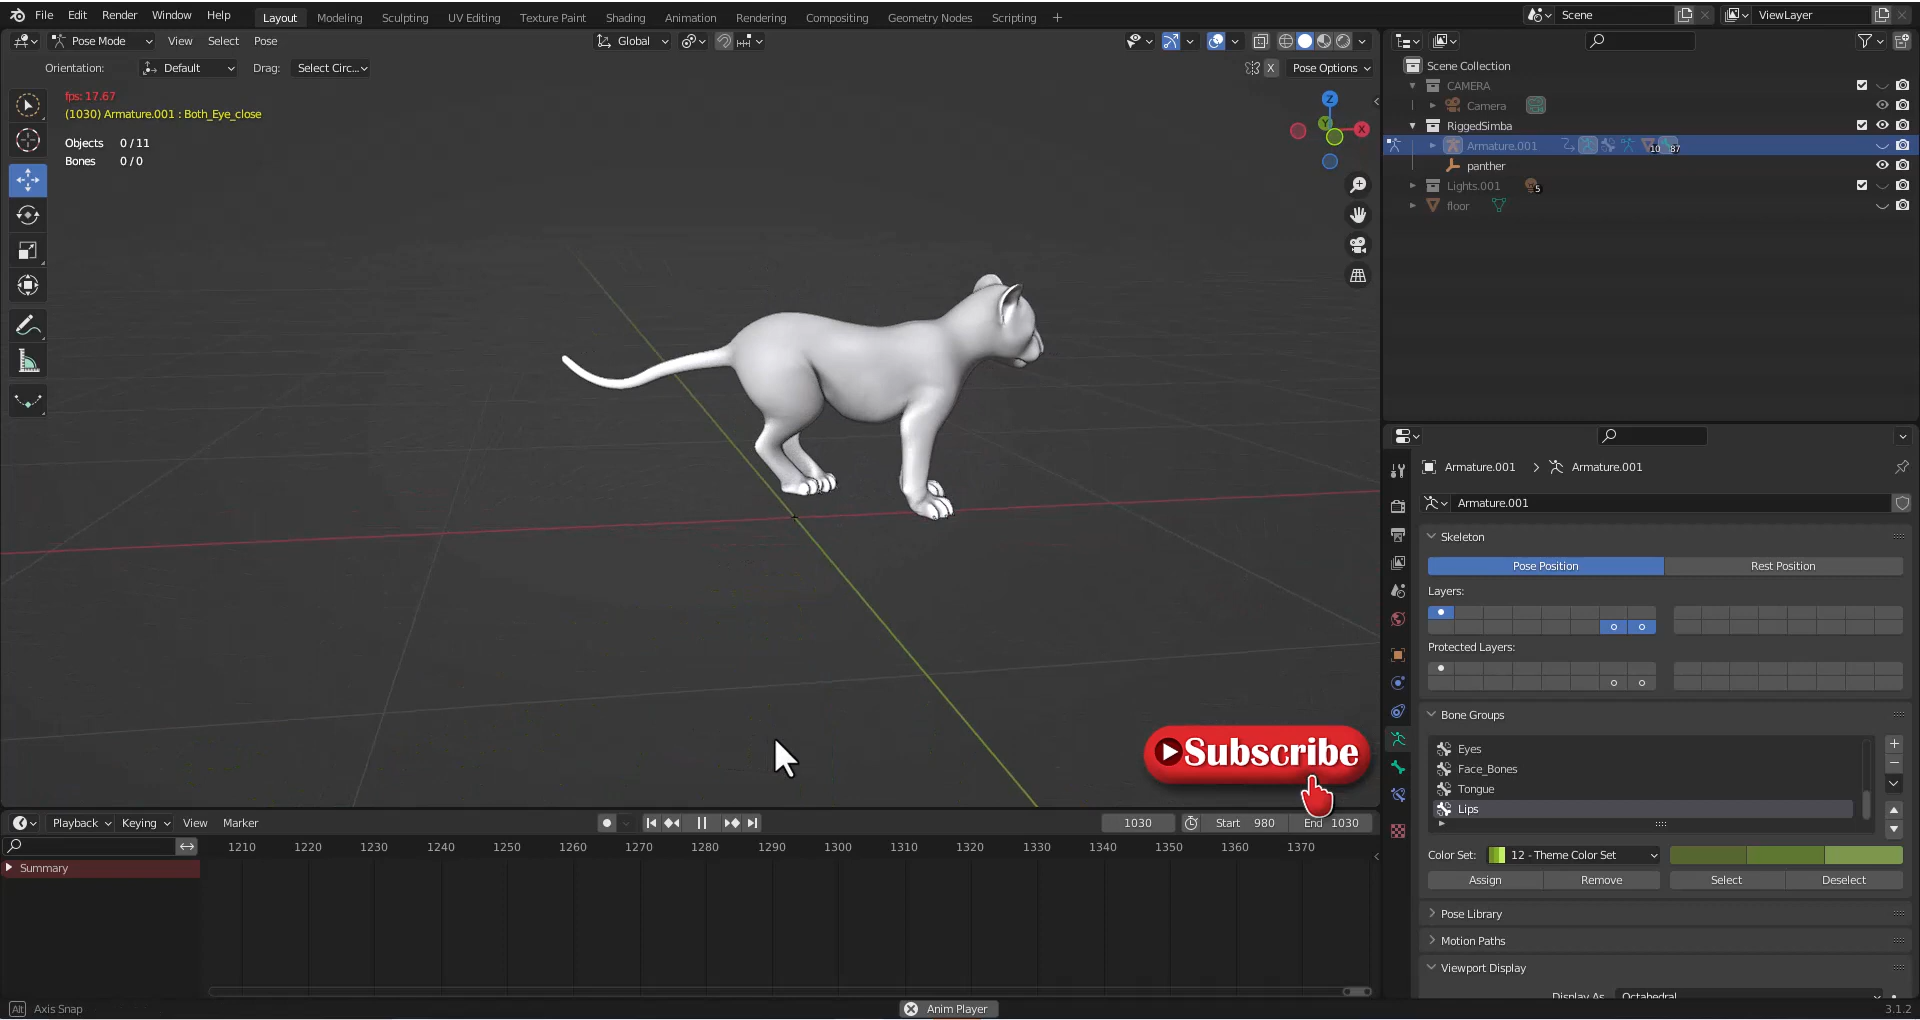 File Edit Render Window Help Layout Modeling Sculpting UV Editing Texture Paint Shading Animation Rendering Compositing Geometry Nodes Scripting + Scene ViewLayer
Pose Mode View Select Pose Global
Orientation: Default Drag: Select Circ... X Pose Options
fps: 17.67
(1030) Armature.001 : Both_Eye_close
Objects 0/11
Bones 0/0
Z
Y
X
Scene Collection
CAMERA
Camera
RiggedSimba
Armature.001 10 87
panther
Lights.001 5
floor
Armature.001 > Armature.001
Armature.001
Skeleton
Pose Position Rest Position
Layers:
Protected Layers:
Bone Groups
Eyes
Face_Bones
Tongue
Lips
Color Set: 12 - Theme Color Set
Assign Remove Select Deselect
Pose Library
Motion Paths
Viewport Display
Display As Octahedral
Subscribe
Playback Keying View Marker 1030 Start 980 End 1030
1210 1220 1230 1240 1250 1260 1270 1280 1290 1300 1310 1320 1330 1340 1350 1360 1370
Summary
Alt Axis Snap Anim Player 3.1.2